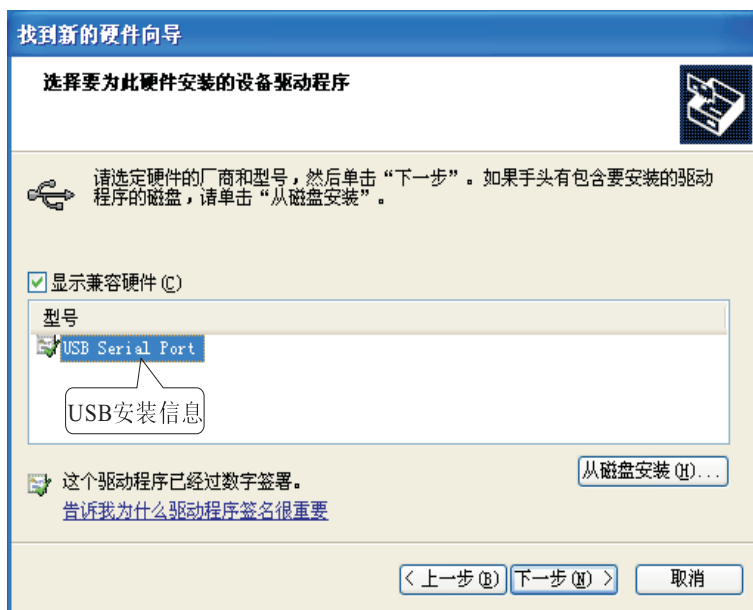 找到新的硬件向导
选择要为此硬件安装的设备驱动程序
请选定硬件的厂商和型号，然后单击“下一步”。如果手头有包含要安装的驱动
程序的磁盘，请单击“从磁盘安装”。
显示兼容硬件(C)
型号
USB Serial Port
USB安装信息
这个驱动程序已经过数字签署。
从磁盘安装(H)...
告诉我为什么驱动程序签名很重要
< 上一步(B)
下一步(N) >
取消